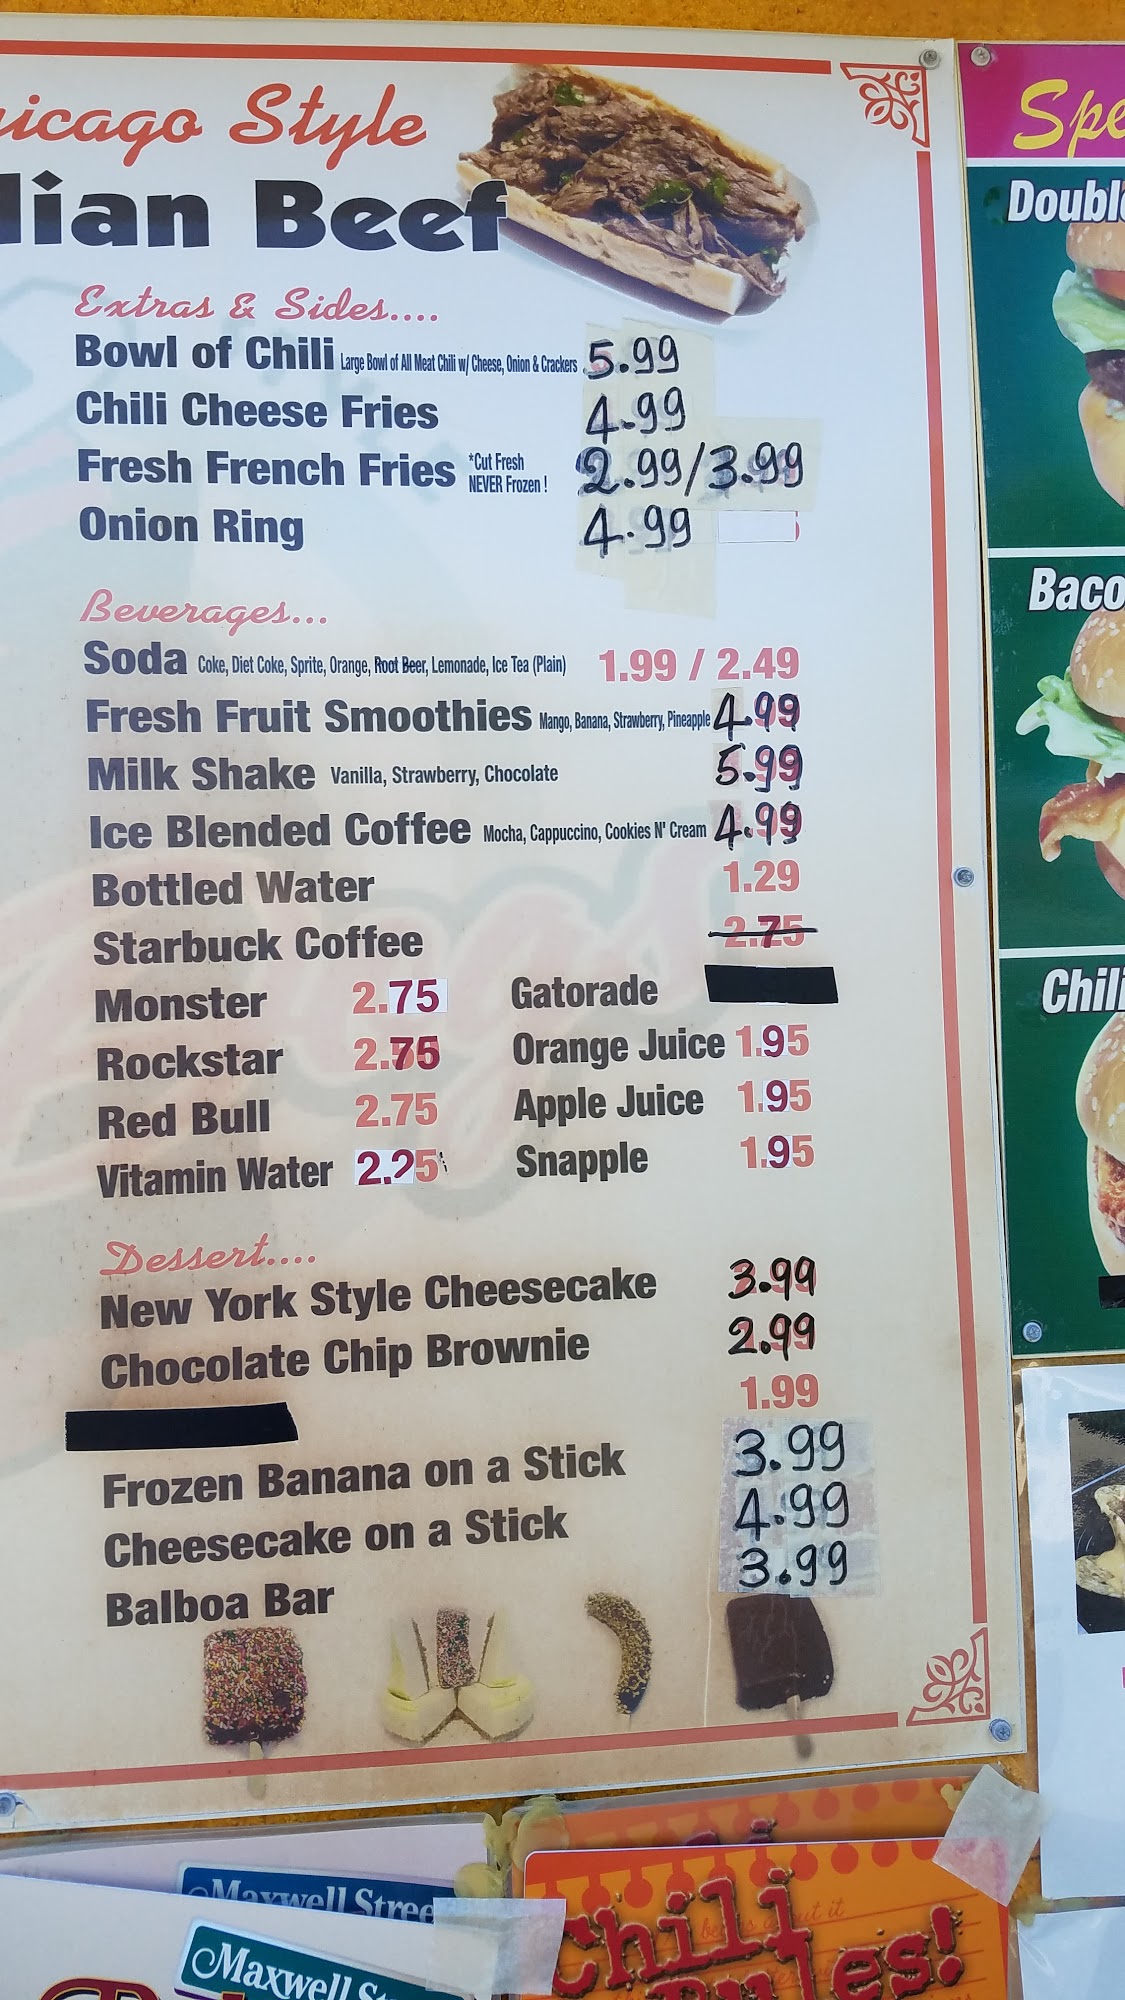 icago Style
lian Beef
Extras & Sides....
Bowl of Chili Large Bowl of All Meat Chili w/ Cheese, Onion & Crackers 5.99
Chili Cheese Fries 4.99
Fresh French Fries *Cut Fresh NEVER Frozen ! 2.99/3.99
Onion Ring 4.99
Beverages...
Soda Coke, Diet Coke, Sprite, Orange, Root Beer, Lemonade, Ice Tea (Plain) 1.99 / 2.49
Fresh Fruit Smoothies Mango, Banana, Strawberry, Pineapple 4.99
Milk Shake Vanilla, Strawberry, Chocolate 5.99
Ice Blended Coffee Mocha, Cappuccino, Cookies N' Cream 4.99
Bottled Water 1.29
Starbuck Coffee 2.75
Monster 2.75 Gatorade
Rockstar 2.75 Orange Juice 1.95
Red Bull 2.75 Apple Juice 1.95
Vitamin Water 2.25 Snapple 1.95
Dessert....
New York Style Cheesecake 3.99
Chocolate Chip Brownie 2.99
1.99
Frozen Banana on a Stick 3.99
Cheesecake on a Stick 4.99
Balboa Bar 3.99
Spe
Double
Baco
Chili
Maxwell Stree
Maxwell St
Chili
Rules!